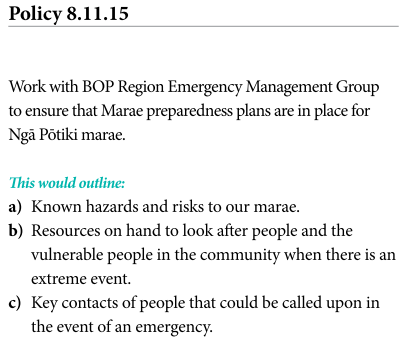 Policy 8.11.15
Work with BOP Region Emergency Management Group
to ensure that Marae preparedness plans are in place for
Ngā Pōtiki marae.
This would outline:
a) Known hazards and risks to our marae.
b) Resources on hand to look after people and the
vulnerable people in the community when there is an
extreme event.
c) Key contacts of people that could be called upon in
the event of an emergency.